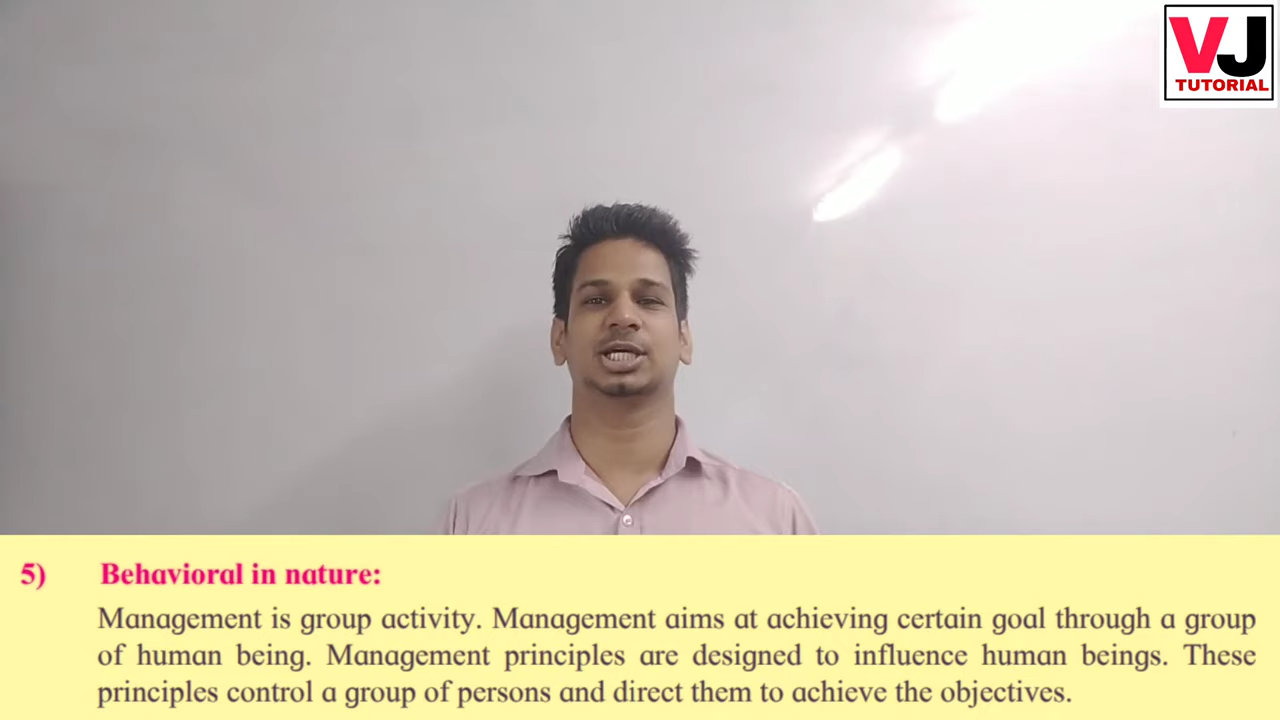 VJ
TUTORIAL
5) Behavioral in nature:
Management is group activity. Management aims at achieving certain goal through a group
of human being. Management principles are designed to influence human beings. These
principles control a group of persons and direct them to achieve the objectives.